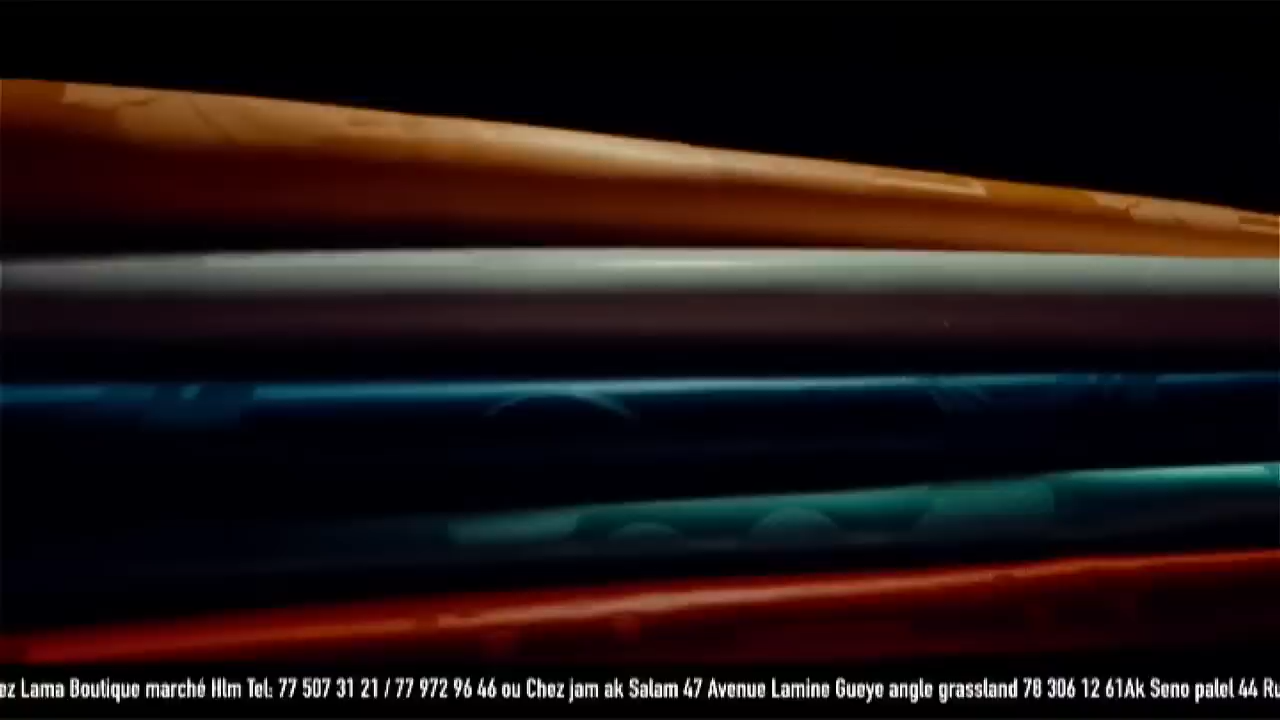 ez Lama Boutique marché Hlm Tel: 77 507 31 21 / 77 972 96 46 ou Chez jam ak Salam 47 Avenue Lamine Gueye angle grassland 78 306 12 61Ak Seno palel 44 Ru